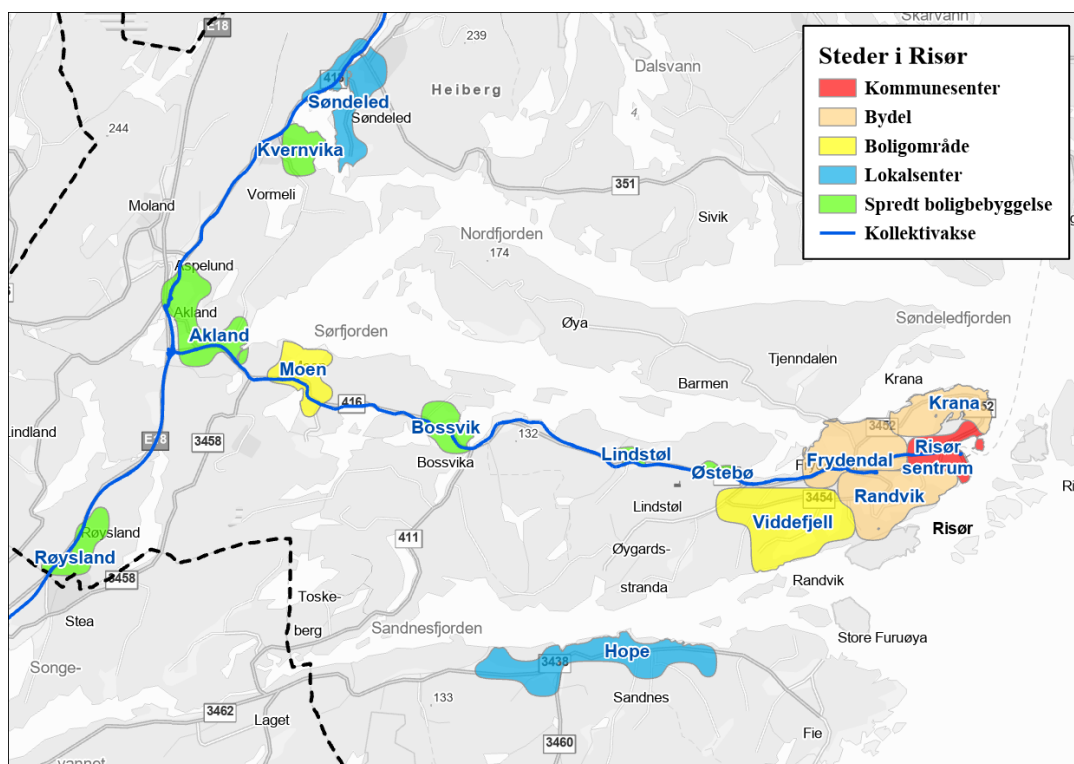 Skarvann
E18
239
Dalsvann
Steder i Risør
Kommunesenter
Bydel
Boligområde
Lokalsenter
Spredt boligbebyggelse
Kollektivakse
416
Heiberg
Søndeled
Søndeled
4
244
Kvernvika
351
Vormeli
Moland
Sivik
Nordfjorden
174
Aspelund
Akland
Akland
Sørfjorden
Øya
Søndeledfjorden
Tjenndalen
Moen
Barmen
Krana
Krana
416
3452
Bossvik
132
Lindland
E18
3458
Bossvika
Lindstøl
Østebø
Frydendal
Risør
sentrum
Randvik
Lindstøl
3454
Viddefjell
Risør
Røysland
Røysland
411
Øygards-
stranda
3458
Randvik
Stea
Toske-
berg
Sandnesfjorden
Store Furuøya
Songe-
Hope
3438
Sandnes
133
3462
Laget
3460
Fie
vannet